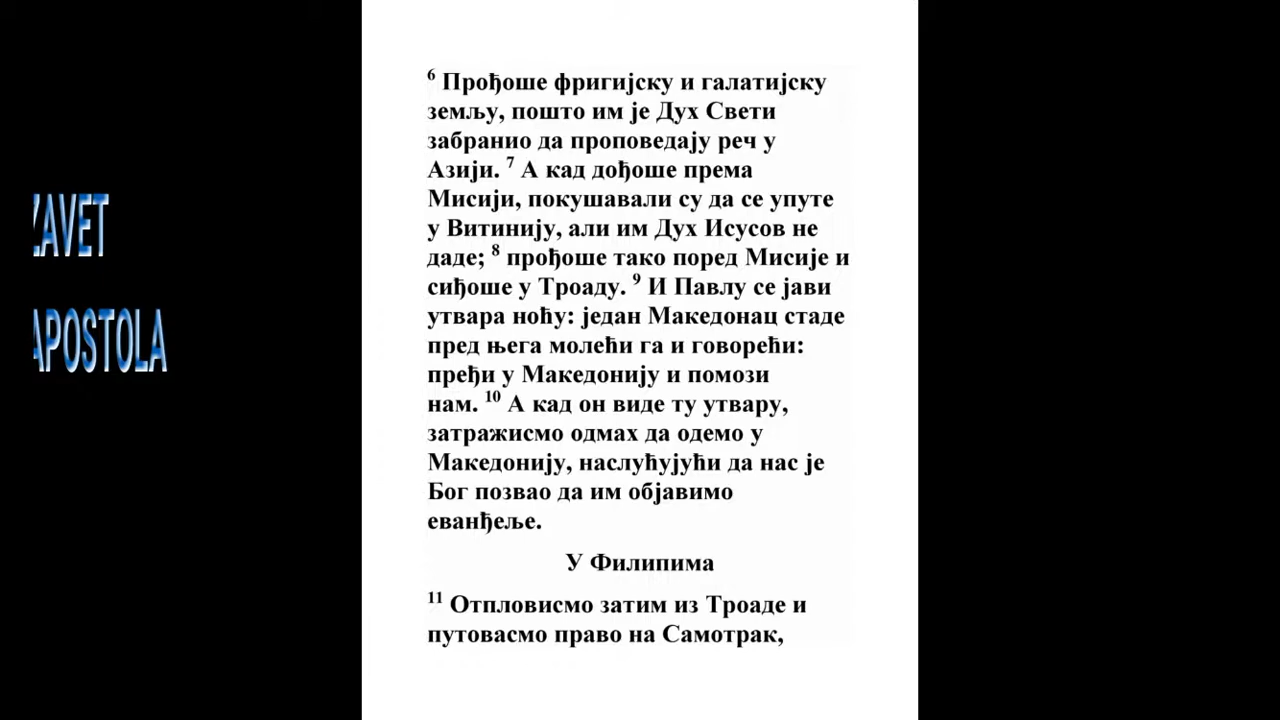 ZAVET
APOSTOLA
⁶ Прођоше фригијску и галатијску
земљу, пошто им је Дух Свети
забранио да проповедају реч у
Азији. ⁷ А кад дођоше према
Мисији, покушавали су да се упуте
у Витинију, али им Дух Исусов не
даде; ⁸ прођоше тако поред Мисије и
сиђоше у Троаду. ⁹ И Павлу се јави
утвара ноћу: један Македонац стаде
пред њега молећи га и говорећи:
пређи у Македонију и помози
нам. ¹⁰ А кад он виде ту утвару,
затражисмо одмах да одемо у
Македонију, наслућујући да нас је
Бог позвао да им објавимо
еванђеље.
У Филипима
¹¹ Отпловисмо затим из Троаде и
путовасмо право на Самотрак,